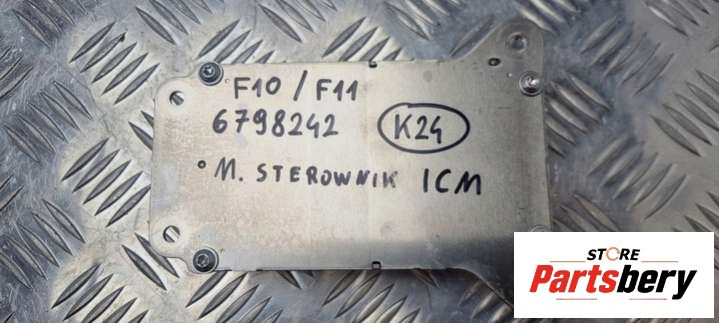 F10/F11
6798242 K24
M. STEROWNIK ICM
STORE
Partsbery